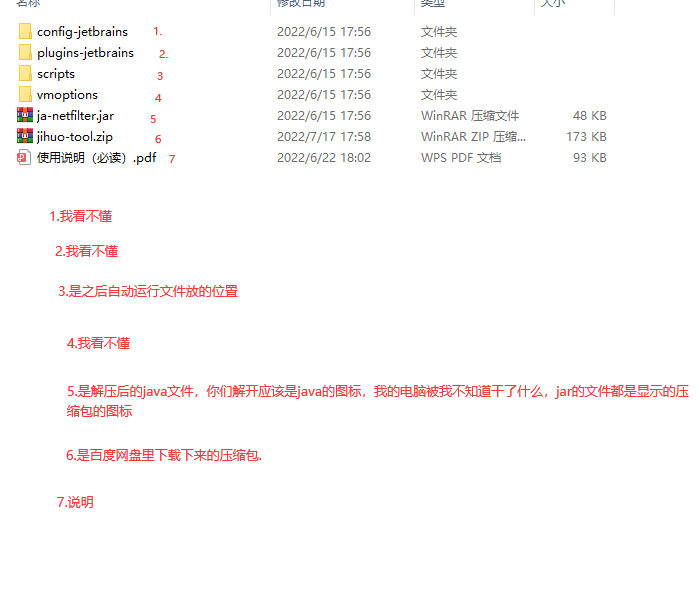 名称 修改日期 类型 大小
config-jetbrains 1. 2022/6/15 17:56 文件夹
plugins-jetbrains 2. 2022/6/15 17:56 文件夹
scripts 3 2022/6/15 17:56 文件夹
vmoptions 4 2022/6/15 17:56 文件夹
ja-netfilter.jar 5 2022/6/15 17:56 WinRAR 压缩文件 48 KB
jihuo-tool.zip 6 2022/7/17 17:58 WinRAR ZIP 压缩... 173 KB
使用说明（必读）.pdf 7 2022/6/22 18:02 WPS PDF 文档 93 KB
1.我看不懂
2.我看不懂
3.是之后自动运行文件放的位置
4.我看不懂
5.是解压后的java文件，你们解开应该是java的图标，我的电脑被我不知道干了什么，jar的文件都是显示的压
缩包的图标
6.是百度网盘里下载下来的压缩包.
7.说明